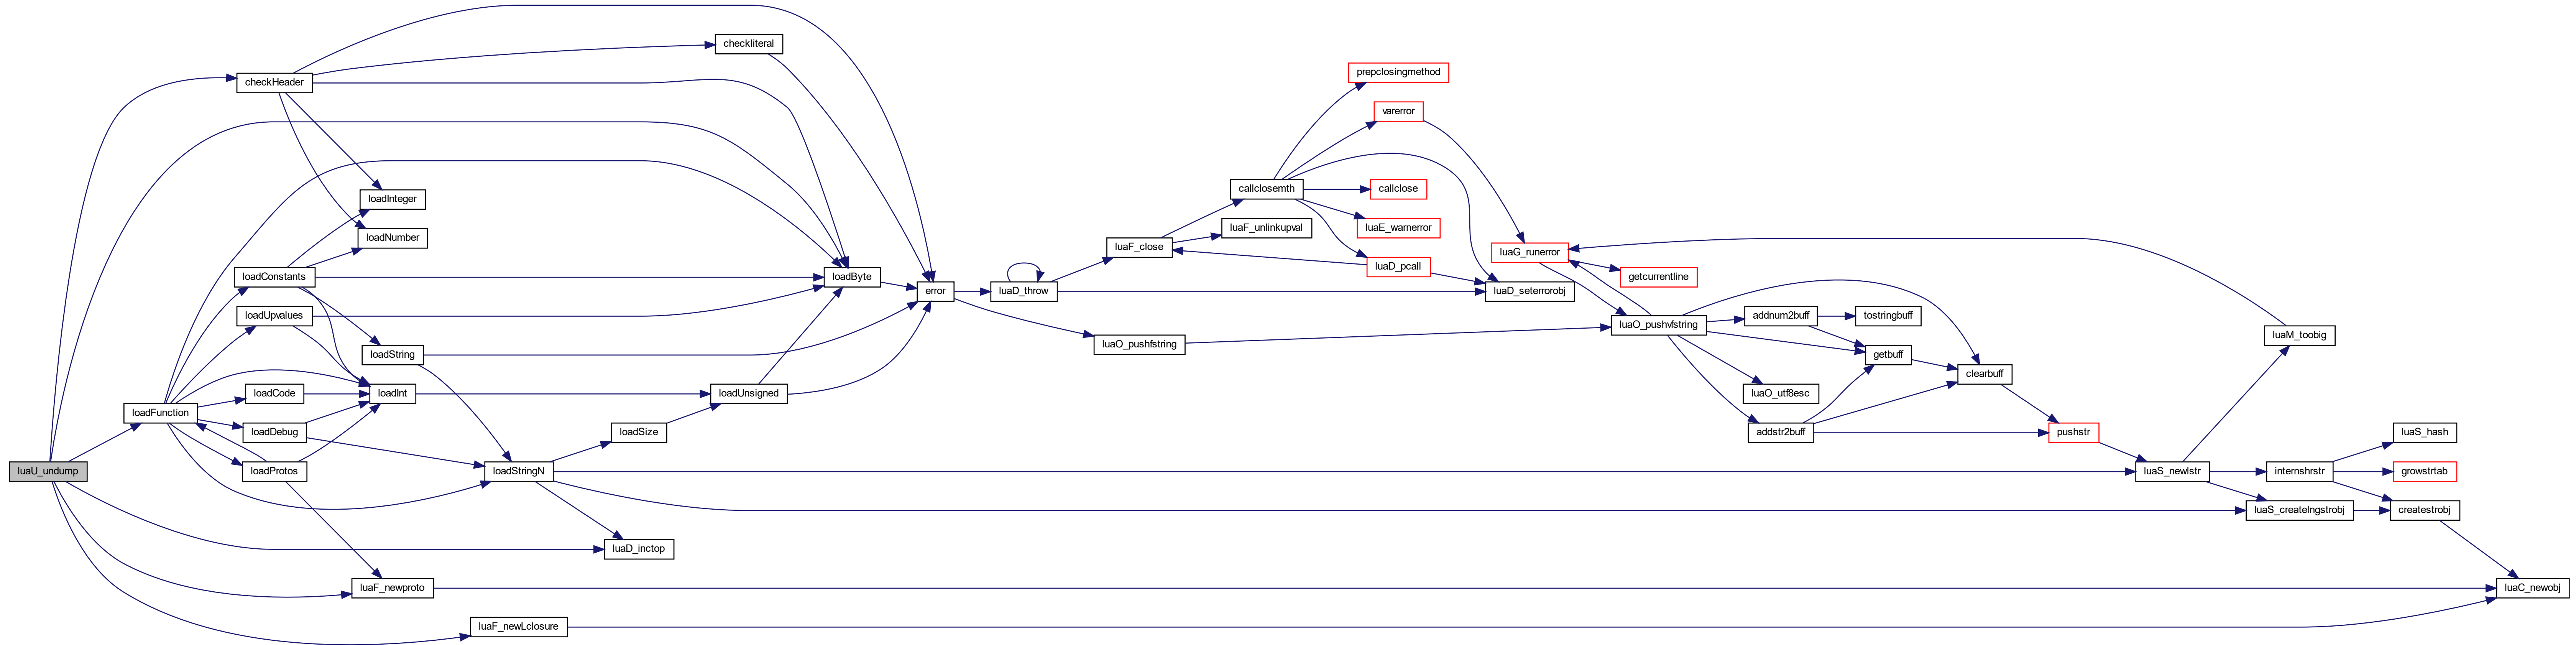 luaU_undump
checkHeader
loadFunction
loadConstants
loadUpvalues
loadCode
loadDebug
loadProtos
loadInteger
loadNumber
loadString
loadInt
luaF_newproto
loadStringN
luaF_newLclosure
loadSize
luaD_inctop
checkliteral
loadUnsigned
loadByte
error
luaD_throw
luaO_pushfstring
luaF_close
callclosemth
luaF_unlinkupval
prepclosingmethod
varerror
callclose
luaE_warnerror
luaD_pcall
luaG_runerror
luaD_seterrorobj
getcurrentline
luaO_pushvfstring
addnum2buff
luaO_utf8esc
addstr2buff
tostringbuff
getbuff
clearbuff
pushstr
luaS_newlstr
luaM_toobig
internshrstr
luaS_createlngstrobj
luaS_hash
growstrtab
createstrobj
luaC_newobj